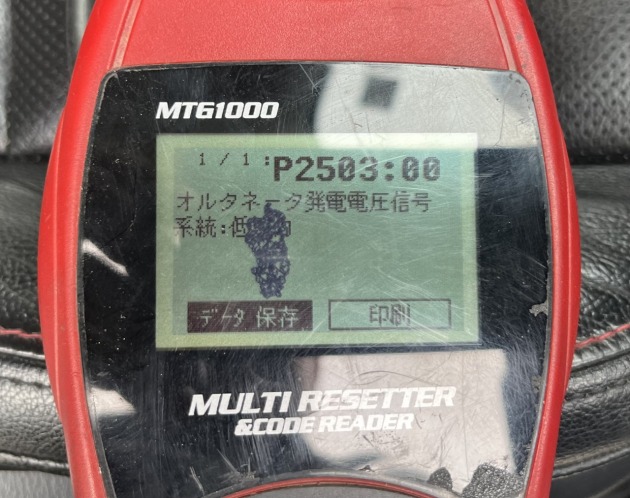 MT61000
1 / 1 : P2503:00
オルタネータ発電電圧信号
系統:低
データ 保存
印刷
MULTI RESETTER
&CODE READER